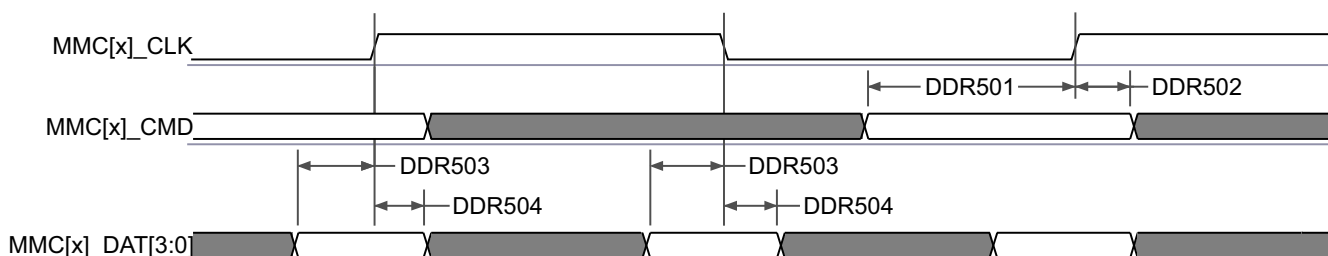 MMC[x]_CLK
DDR501 DDR502
MMC[x]_CMD
DDR503 DDR503
DDR504 DDR504
MMC[x]_DAT[3:0]